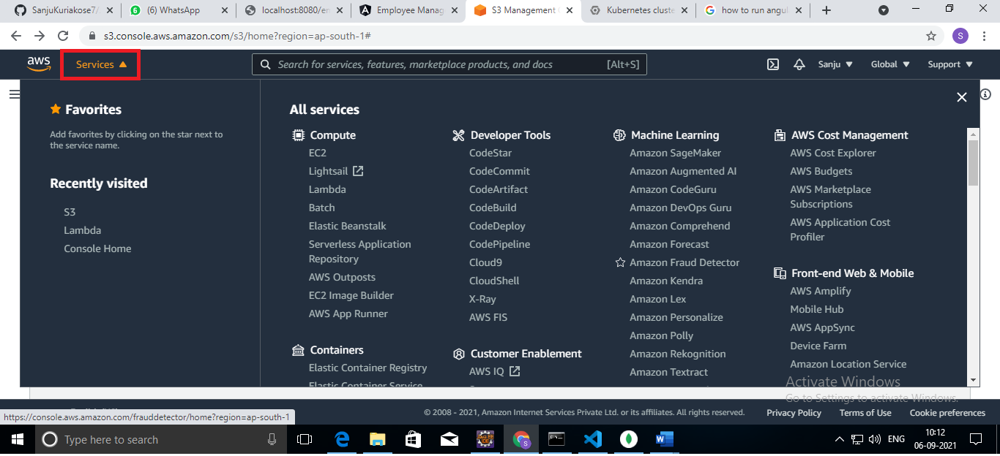 SanjuKuriakose7/
(6) WhatsApp
localhost:8080/en
Employee Manag
S3 Management
Kubernetes cluste
how to run angul
s3.console.aws.amazon.com/s3/home?region=ap-south-1#
S
aws
Services
Search for services, features, marketplace products, and docs
[Alt+S]
Sanju
Global
Support
Favorites
Add favorites by clicking on the star next to
the service name.
Recently visited
S3
Lambda
Console Home
All services
Compute
EC2
Lightsail
Lambda
Batch
Elastic Beanstalk
Serverless Application
Repository
AWS Outposts
EC2 Image Builder
AWS App Runner
Containers
Elastic Container Registry
Elastic Container Service
Developer Tools
CodeStar
CodeCommit
CodeArtifact
CodeBuild
CodeDeploy
CodePipeline
Cloud9
CloudShell
X-Ray
AWS FIS
Customer Enablement
AWS IQ
Machine Learning
Amazon SageMaker
Amazon Augmented AI
Amazon CodeGuru
Amazon DevOps Guru
Amazon Comprehend
Amazon Forecast
Amazon Fraud Detector
Amazon Kendra
Amazon Lex
Amazon Personalize
Amazon Polly
Amazon Rekognition
Amazon Textract
AWS Cost Management
AWS Cost Explorer
AWS Budgets
AWS Marketplace
Subscriptions
AWS Application Cost
Profiler
Front-end Web & Mobile
AWS Amplify
Mobile Hub
AWS AppSync
Device Farm
Amazon Location Service
Activate Windows
Go to Settings to activate Windows.
https://console.aws.amazon.com/frauddetector/home?region=ap-south-1
© 2008 - 2021, Amazon Internet Services Private Ltd. or its affiliates. All rights reserved.
Privacy Policy
Terms of Use
Cookie preferences
Type here to search
ENG
10:12
06-09-2021